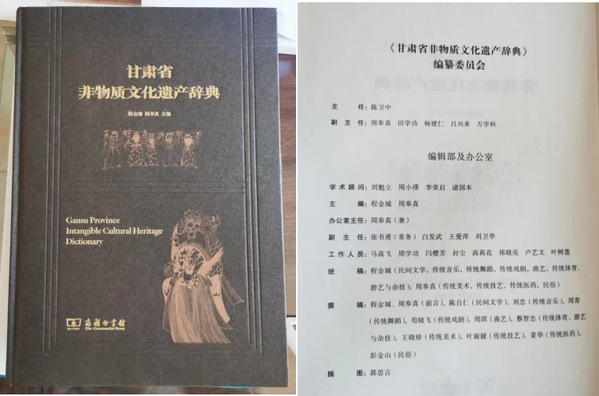 甘肃省
非物质文化遗产辞典
程金城 周奉真 主编
Gansu Province
Intangible Cultural Heritage
Dictionary
商务印书馆
The Commercial Press
《甘肃省非物质文化遗产辞典》
编纂委员会
主 任：陈卫中
副 主 任：周奉真 田学功 杨建仁 吕兴来 万学科
编辑部及办公室
学术顾问：刘魁立 周小璞 李荣启 诸国本
主 编：程金城 周奉真
办公室主任：周奉真（兼）
副 主 任：张书勇（常务） 白发武 王爱萍 刘卫华
工作人员：马高飞 周学功 闫樱芳 封尘 高莉花 祁晓亮 卢艺文 叶树莲
统 稿：程金城（民间文学、传统音乐、传统舞蹈、传统戏剧、曲艺、传统体育、
游艺与杂技）；周奉真（传统美术、传统技艺、传统医药、民俗）
撰 稿：程金城、周奉真（前言）、陈自仁（民间文学）、刘忠（传统音乐）、周青
（传统舞蹈）、荀晓飞（传统戏剧）、周琪（曲艺）、蔡智忠（传统体育、游艺
与杂技）、王晓珍（传统美术）、叶淑媛（传统技艺）、姜华（传统医药）、
彭金山（民俗）
插 图：郭思言